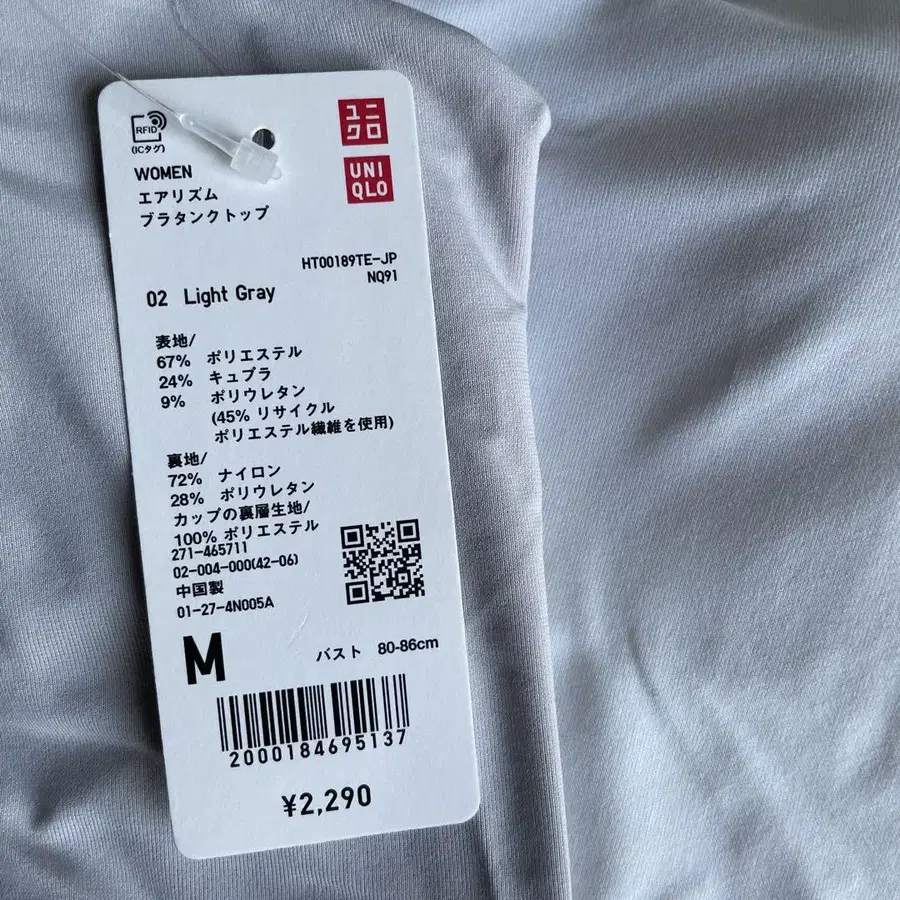 RFID
(ICタグ)
ユニ
クロ
UNI
QLO
WOMEN
エアリズム
ブラタンクトップ
HT00189TE-JP
NQ91
02 Light Gray
表地/
67% ポリエステル
24% キュプラ
9% ポリウレタン
(45% リサイクル
ポリエステル繊維を使用)
裏地/
72% ナイロン
28% ポリウレタン
カップの裏層生地/
100% ポリエステル
271-465711
02-004-000(42-06)
中国製
01-27-4N005A
M バスト 80-86cm
2000184695137
¥2,290